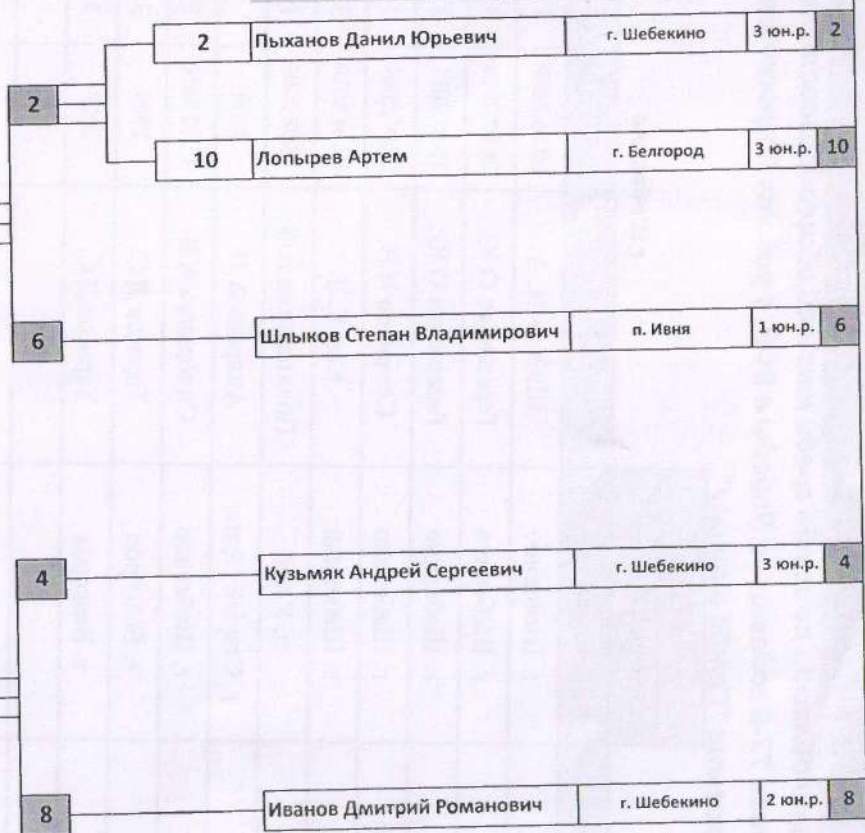 2 Пыханов Данил Юрьевич г. Шебекино 3 юн.р. 2
2
10 Лопырев Артем г. Белгород 3 юн.р. 10
6 Шлыков Степан Владимирович п. Ивня 1 юн.р. 6
4 Кузьмяк Андрей Сергеевич г. Шебекино 3 юн.р. 4
8 Иванов Дмитрий Романович г. Шебекино 2 юн.р. 8